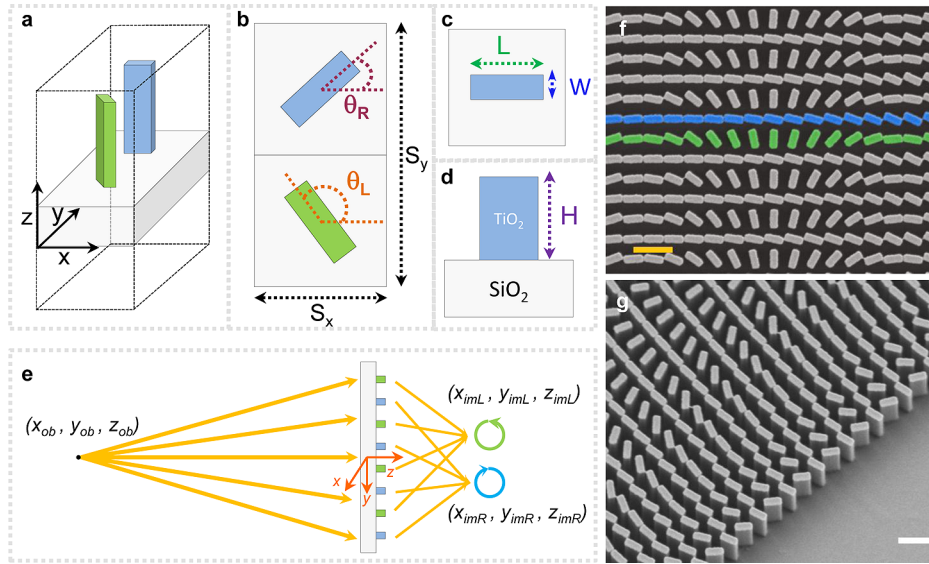 a
z
y
x
b
θR
θL
Sy
Sx
c
L
W
d
TiO2
H
SiO2
e
(xob , yob , zob)
(ximL , yimL , zimL)
x
y
z
(ximR , yimR , zimR)
f
g